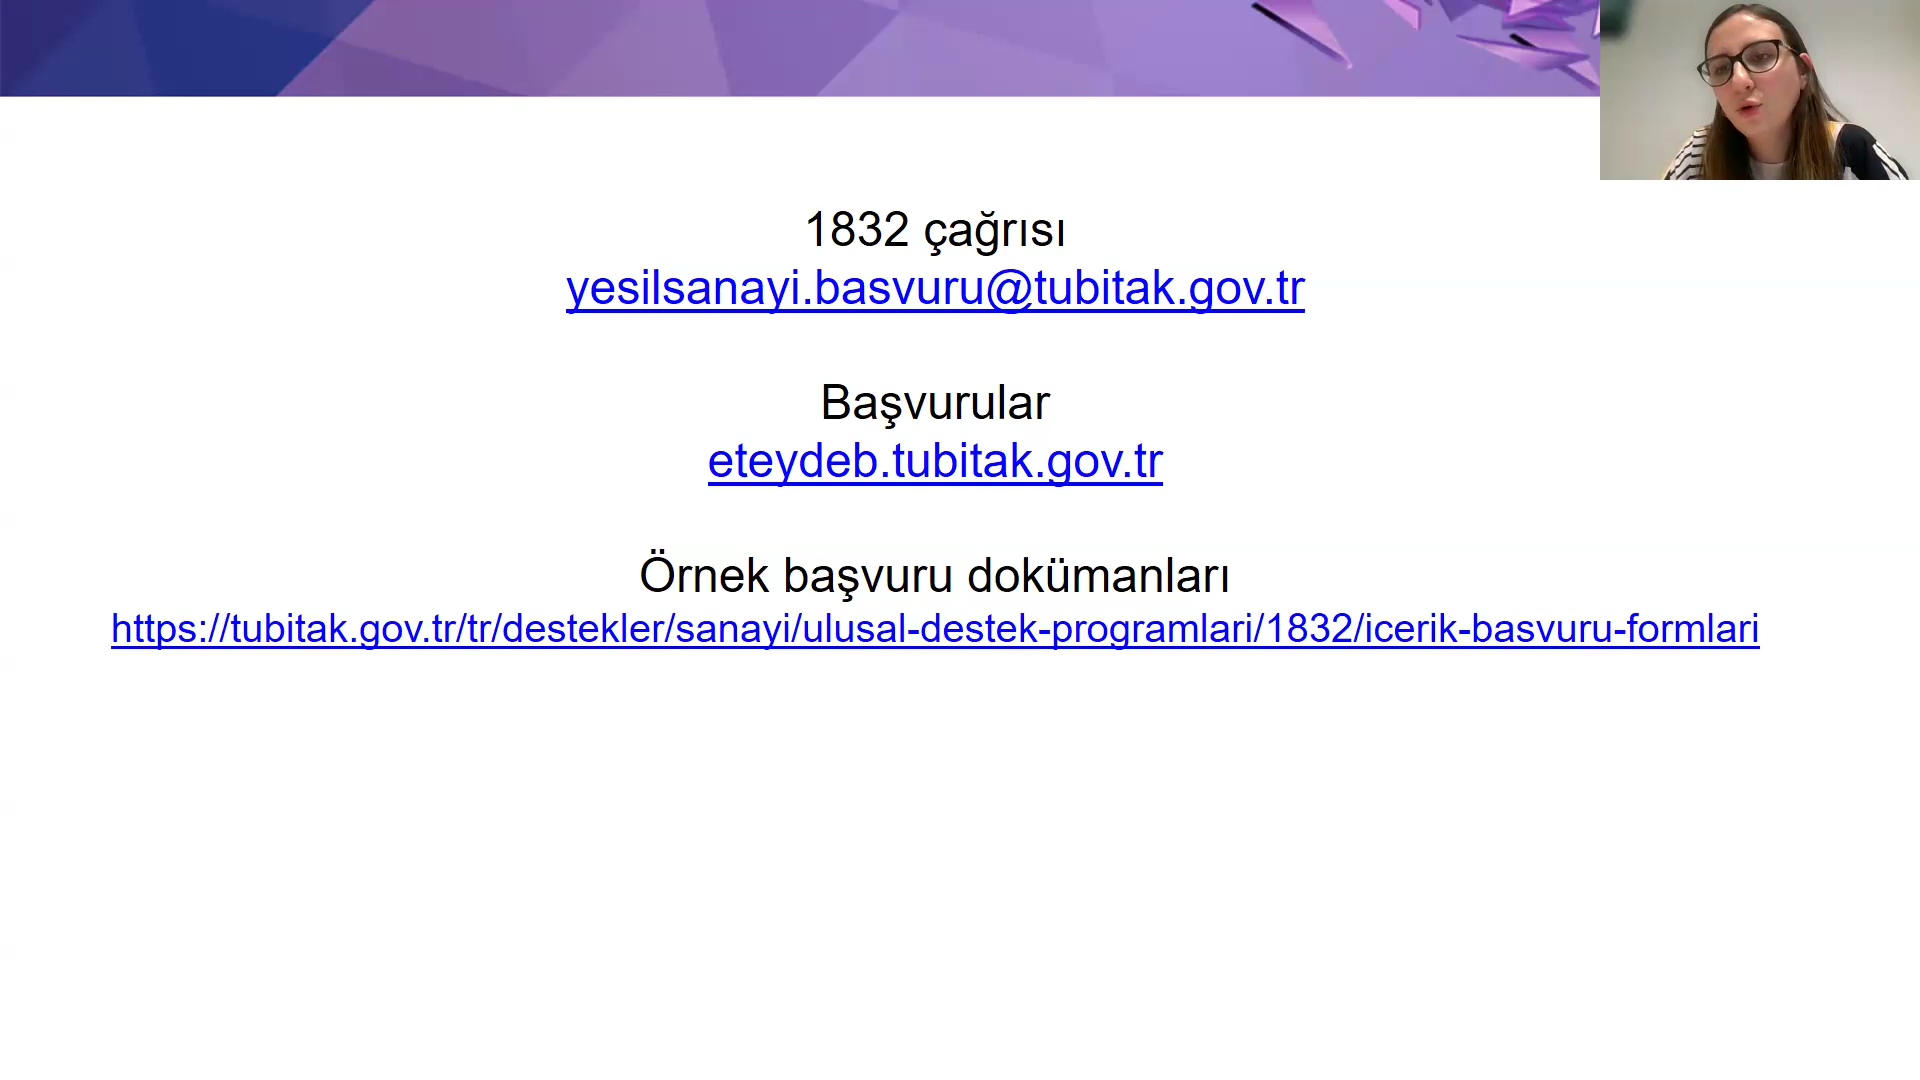 1832 çağrısı
yesilsanayi.basvuru@tubitak.gov.tr
Başvurular
eteydeb.tubitak.gov.tr
Örnek başvuru dokümanları
https://tubitak.gov.tr/tr/destekler/sanayi/ulusal-destek-programlari/1832/icerik-basvuru-formlari